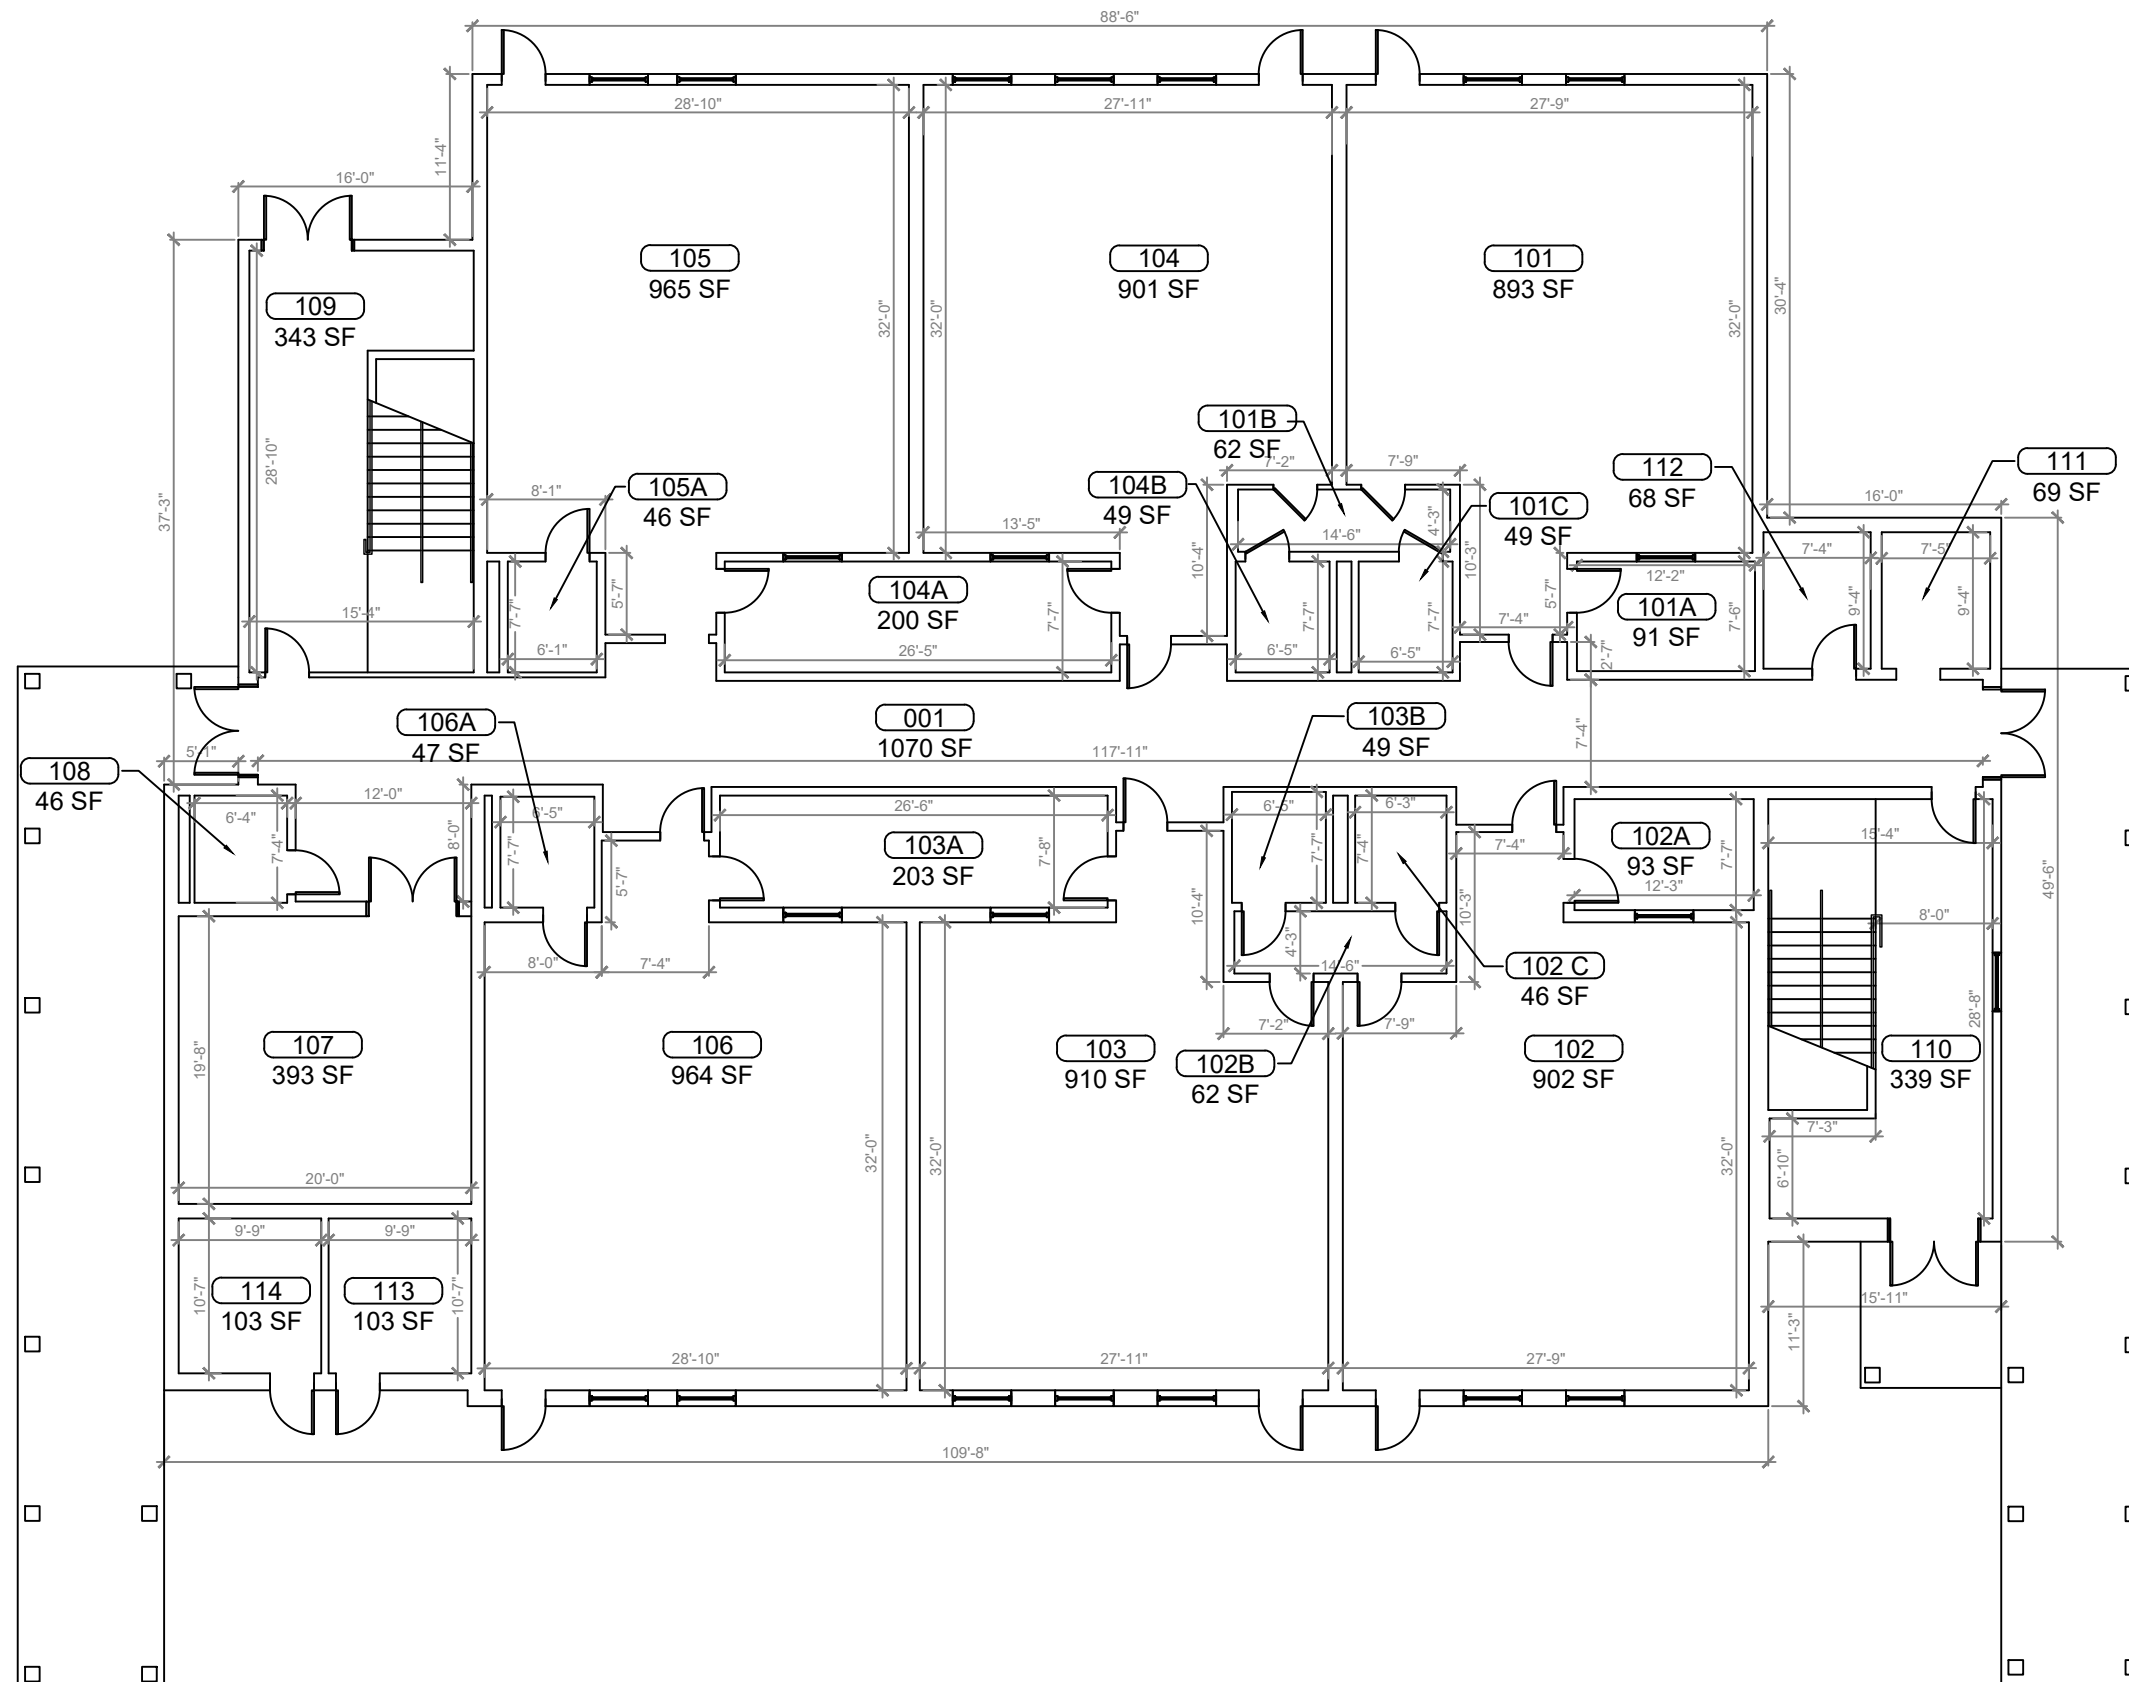 88'-6"
28'-10"
27'-11"
27'-9"
11'-4"
16'-0"
105
965 SF
104
901 SF
101
893 SF
109
343 SF
32'-0"
32'-0"
32'-0"
30'-4"
37'-3"
28'-10"
101B
62 SF
7'-2"
7'-9"
112
68 SF
111
69 SF
105A
46 SF
8'-1"
104B
49 SF
101C
49 SF
16'-0"
13'-5"
14'-6"
4'-3"
10'-4"
10'-3"
7'-4"
7'-5"
12'-2"
5'-7"
7'-7"
6'-1"
5'-7"
104A
200 SF
26'-5"
7'-7"
7'-7"
6'-5"
7'-7"
6'-5"
7'-4"
101A
91 SF
7'-6"
9'-4"
9'-4"
2'-7"
15'-4"
106A
47 SF
001
1070 SF
103B
49 SF
117'-11"
7'-4"
5'-1"
108
46 SF
6'-4"
7'-4"
12'-0"
8'-0"
6'-5"
7'-7"
5'-7"
26'-6"
103A
203 SF
7'-8"
6'-5"
7'-7"
6'-3"
7'-4"
7'-4"
102A
93 SF
7'-7"
12'-3"
15'-4"
8'-0"
49'-6"
10'-4"
10'-3"
4'-3"
14'-6"
102 C
46 SF
8'-0"
7'-4"
7'-2"
7'-9"
107
393 SF
106
964 SF
103
910 SF
102B
62 SF
102
902 SF
110
339 SF
28'-8"
19'-8"
32'-0"
32'-0"
32'-0"
7'-3"
6'-10"
20'-0"
9'-9"
9'-9"
114
103 SF
113
103 SF
10'-7"
10'-7"
28'-10"
27'-11"
27'-9"
15'-11"
11'-3"
109'-8"